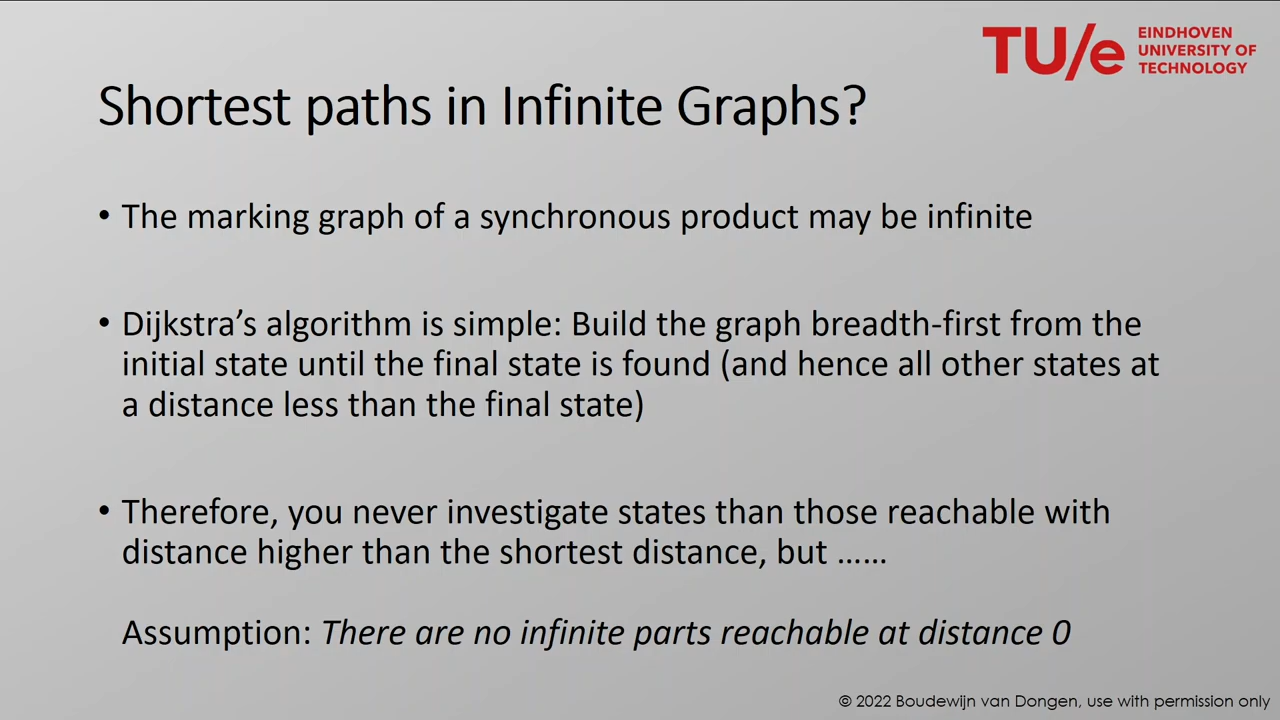 TU/e EINDHOVEN
UNIVERSITY OF
TECHNOLOGY
Shortest paths in Infinite Graphs?
• The marking graph of a synchronous product may be infinite
• Dijkstra’s algorithm is simple: Build the graph breadth-first from the
initial state until the final state is found (and hence all other states at
a distance less than the final state)
• Therefore, you never investigate states than those reachable with
distance higher than the shortest distance, but ……
Assumption: There are no infinite parts reachable at distance 0
© 2022 Boudewijn van Dongen, use with permission only